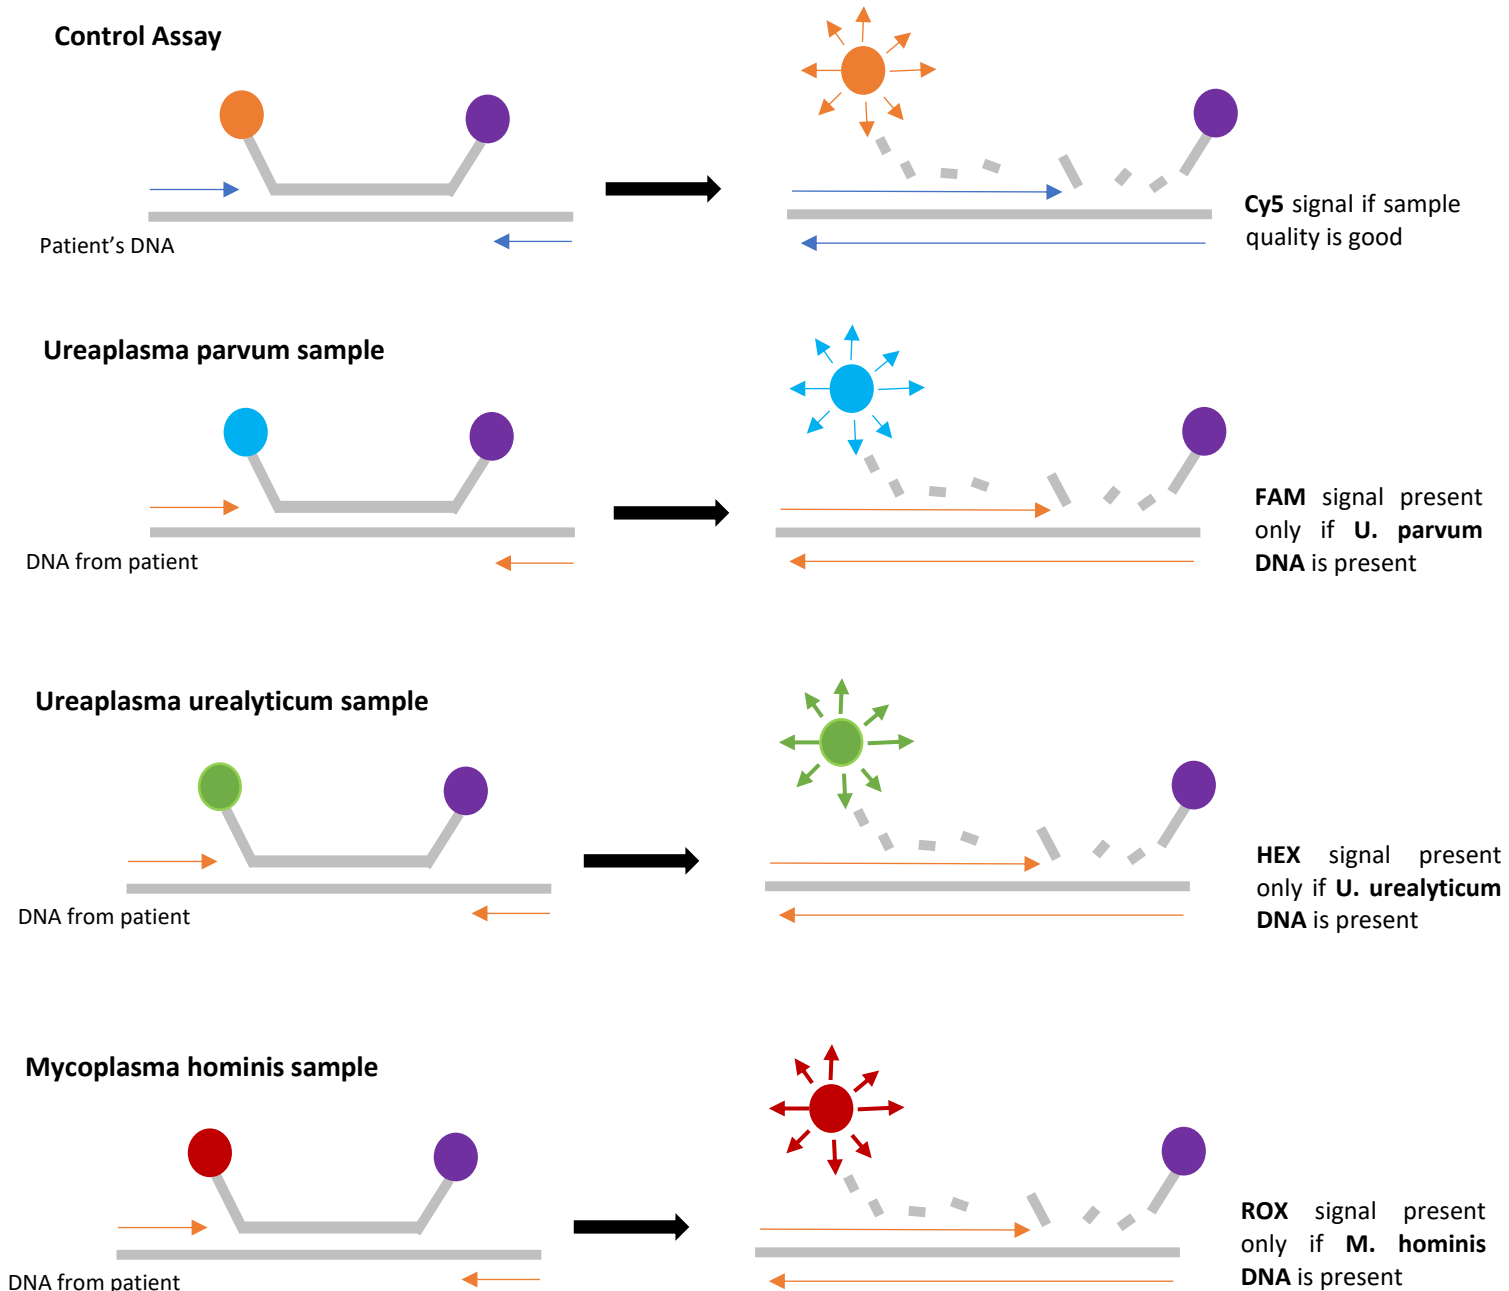 Control Assay
Patient's DNA
Cy5 signal if sample
quality is good
Ureaplasma parvum sample
DNA from patient
FAM signal present
only if U. parvum
DNA is present
Ureaplasma urealyticum sample
DNA from patient
HEX signal present
only if U. urealyticum
DNA is present
Mycoplasma hominis sample
DNA from patient
ROX signal present
only if M. hominis
DNA is present